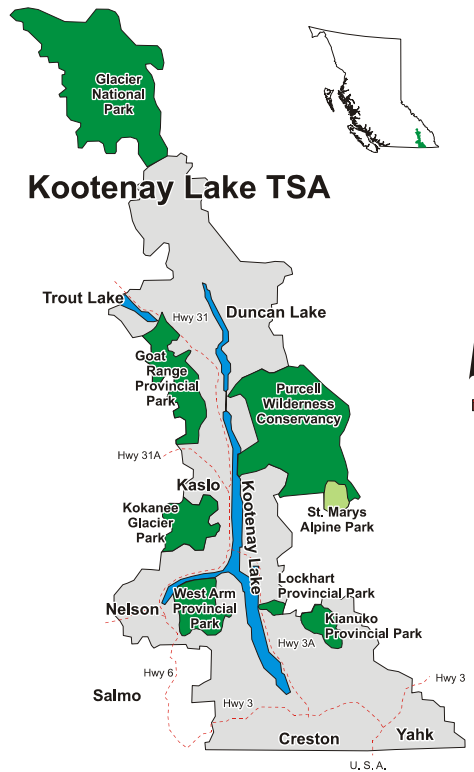 Glacier
National
Park
Kootenay Lake TSA
Trout Lake
Hwy 31
Duncan Lake
Goat
Range
Provincial
Park
Purcell
Wilderness
Conservancy
Hwy 31A
Kaslo
Kootenay Lake
St. Marys
Alpine Park
Kokanee
Glacier
Park
Lockhart
Provincial Park
West Arm
Provincial
Park
Nelson
Kianuko
Provincial Park
Hwy 3A
Hwy 6
Salmo
Hwy 3
Hwy 3
Creston
Yahk
U. S. A.